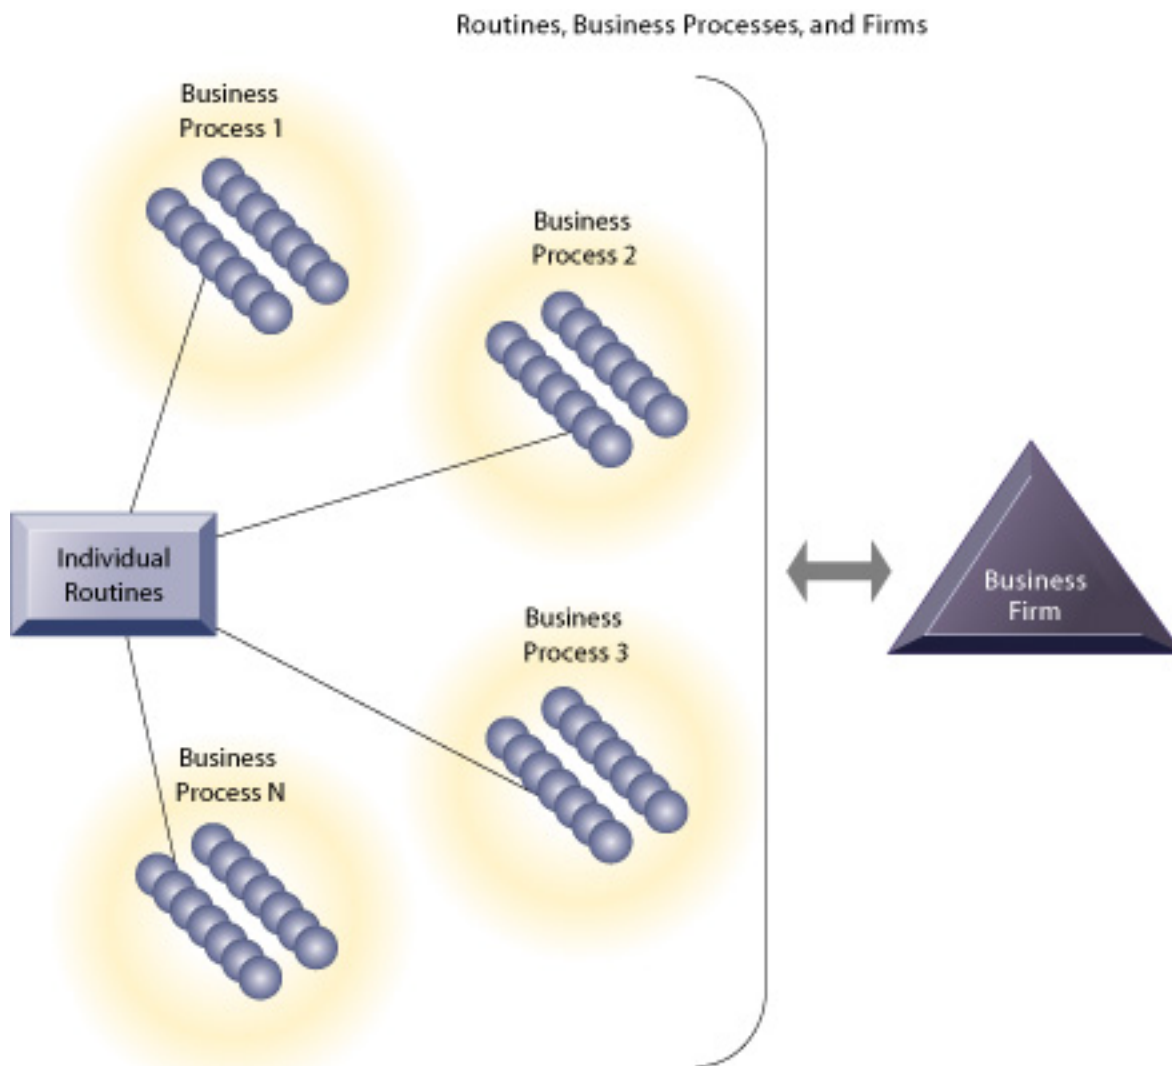 Routines, Business Processes, and Firms
Business
Process 1
Business
Process 2
Individual
Routines
Business
Firm
Business
Process 3
Business
Process N